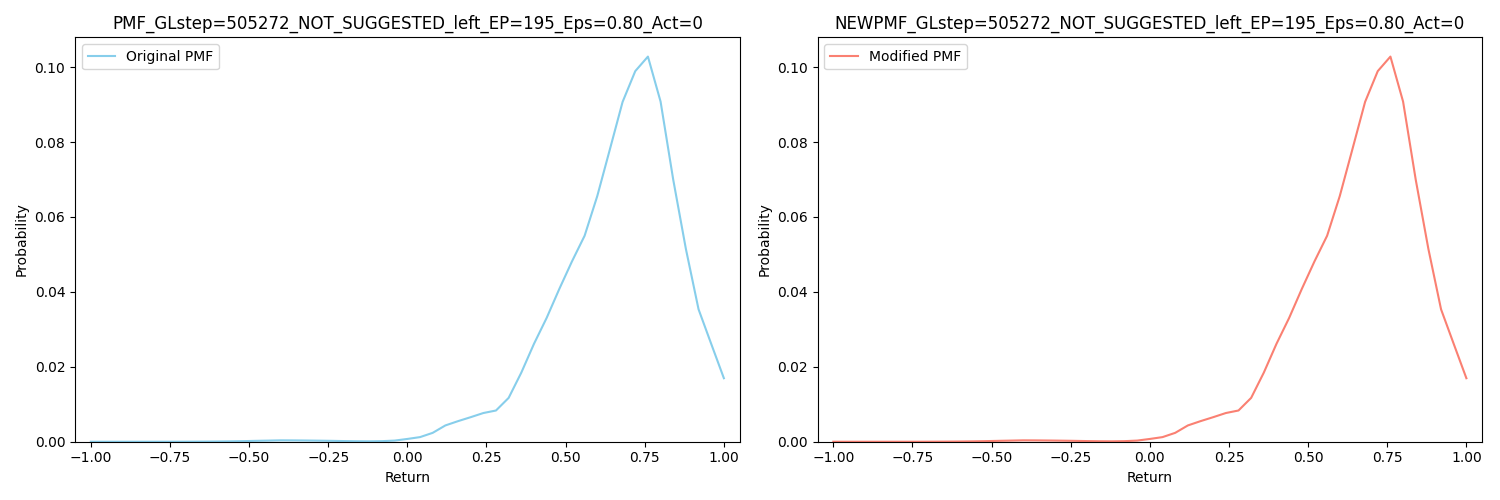 PMF_GLstep=505272_NOT_SUGGESTED_left_EP=195_Eps=0.80_Act=0
Original PMF
Probability
0.10
0.08
0.06
0.04
0.02
0.00
−1.00 −0.75 −0.50 −0.25 0.00 0.25 0.50 0.75 1.00
Return
NEWPMF_GLstep=505272_NOT_SUGGESTED_left_EP=195_Eps=0.80_Act=0
Modified PMF
Probability
0.10
0.08
0.06
0.04
0.02
0.00
−1.00 −0.75 −0.50 −0.25 0.00 0.25 0.50 0.75 1.00
Return